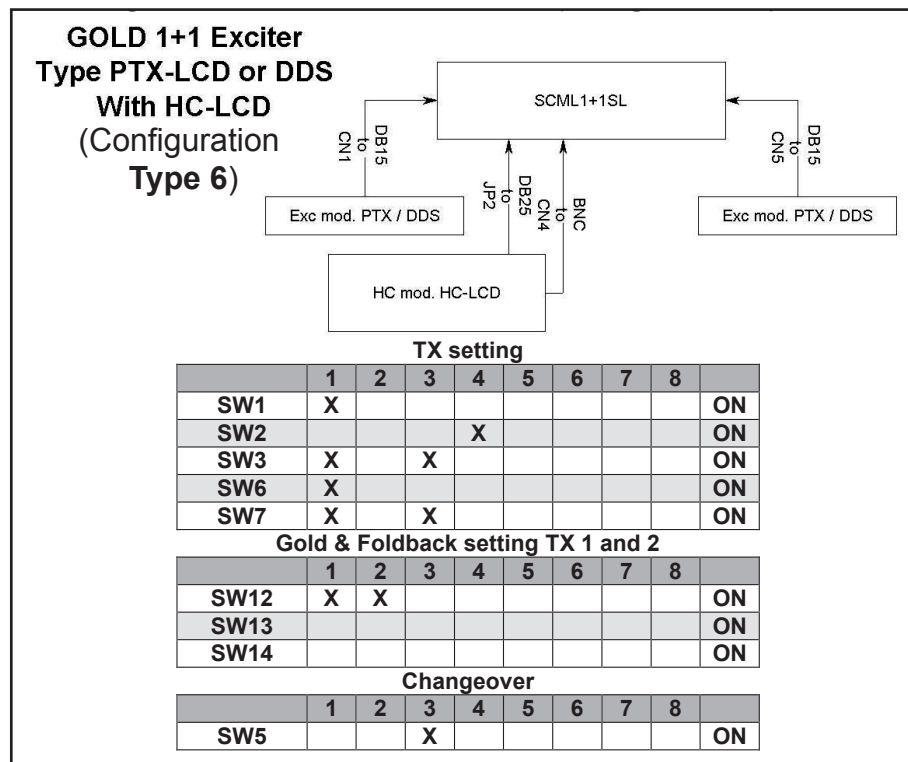 GOLD 1+1 Exciter
Type PTX-LCD or DDS
With HC-LCD
(Configuration
Type 6)
SCML1+1SL
DB15
to
CN1
DB25
to
JP2
BNC
to
CN4
DB15
to
CN5
Exc mod. PTX / DDS
Exc mod. PTX / DDS
HC mod. HC-LCD
TX setting
1 2 3 4 5 6 7 8
SW1 X ON
SW2 X ON
SW3 X X ON
SW6 X ON
SW7 X X ON
Gold & Foldback setting TX 1 and 2
1 2 3 4 5 6 7 8
SW12 X X ON
SW13 ON
SW14 ON
Changeover
1 2 3 4 5 6 7 8
SW5 X ON